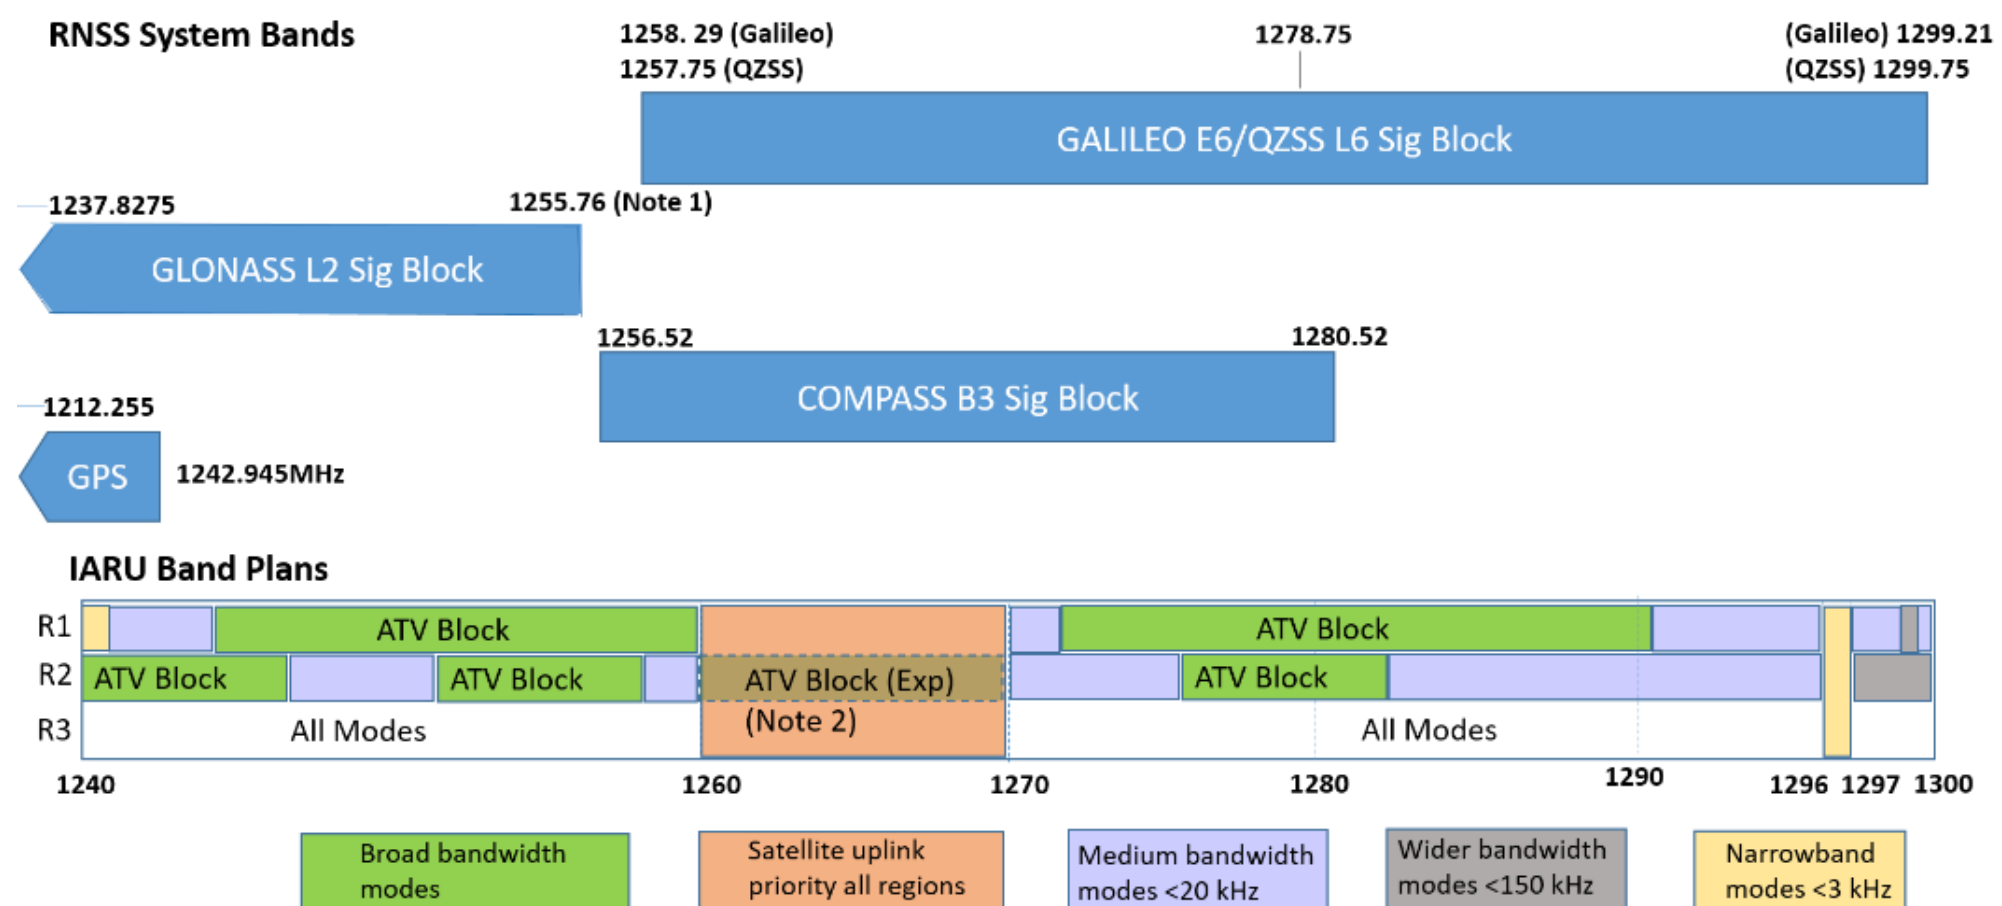 RNSS System Bands
1258. 29 (Galileo)
1257.75 (QZSS)
1278.75
(Galileo) 1299.21
(QZSS) 1299.75
GALILEO E6/QZSS L6 Sig Block
1237.8275
1255.76 (Note 1)
GLONASS L2 Sig Block
1256.52
1280.52
COMPASS B3 Sig Block
1212.255
GPS
1242.945MHz
IARU Band Plans
R1
ATV Block
ATV Block
R2
ATV Block
ATV Block
ATV Block (Exp)
(Note 2)
ATV Block
R3
All Modes
All Modes
1240
1260
1270
1280
1290
1296
1297
1300
Broad bandwidth
modes
Satellite uplink
priority all regions
Medium bandwidth
modes <20 kHz
Wider bandwidth
modes <150 kHz
Narrowband
modes <3 kHz